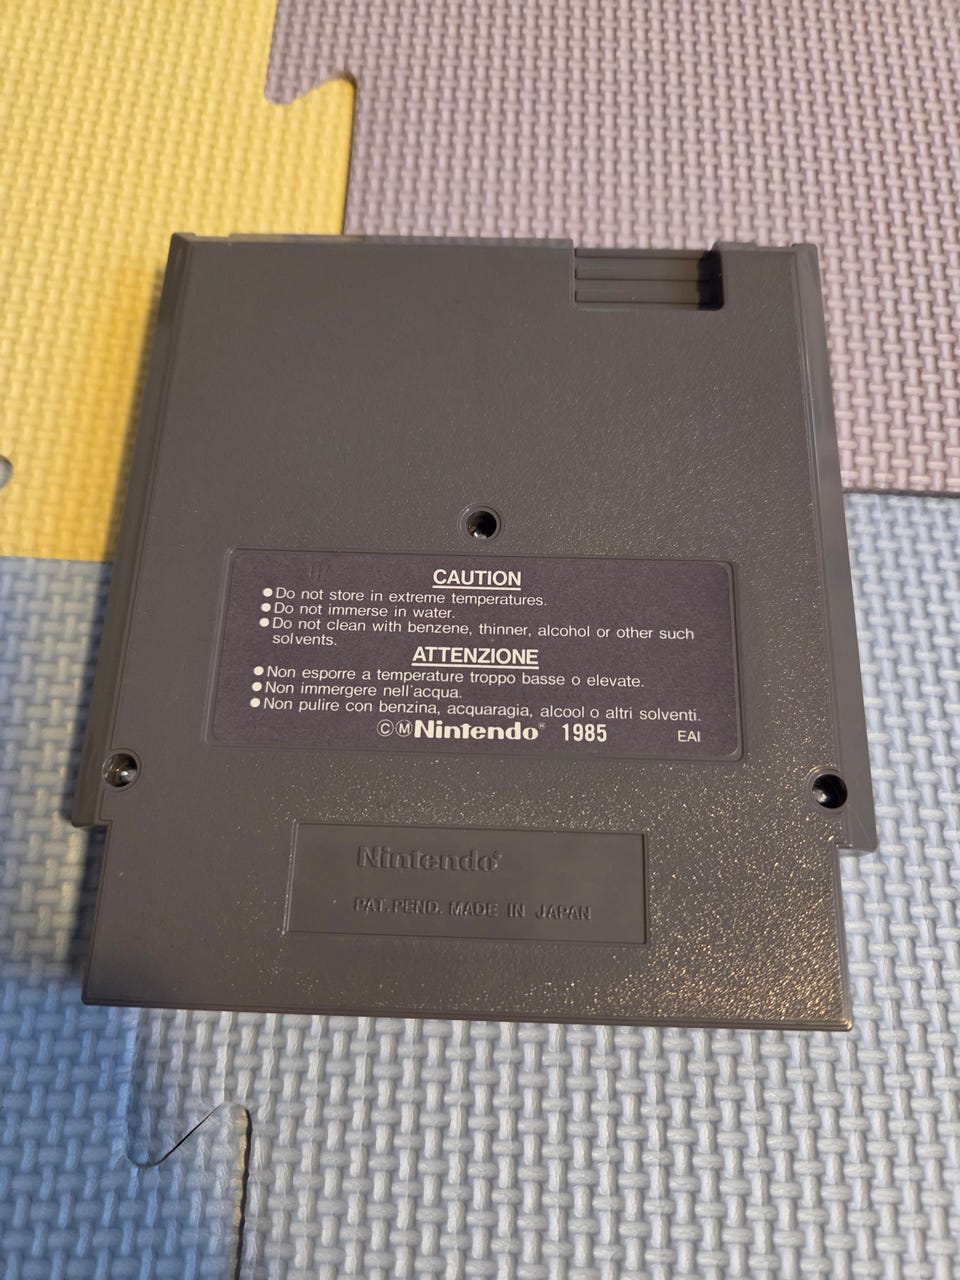 CAUTION
●Do not store in extreme temperatures.
●Do not immerse in water.
●Do not clean with benzene, thinner, alcohol or other such
solvents.
ATTENZIONE
●Non esporre a temperature troppo basse o elevate.
●Non immergere nell'acqua.
●Non pulire con benzina, acquaragia, alcool o altri solventi.
©ⓂNintendo® 1985 EAI
Nintendo®
PAT. PEND. MADE IN JAPAN